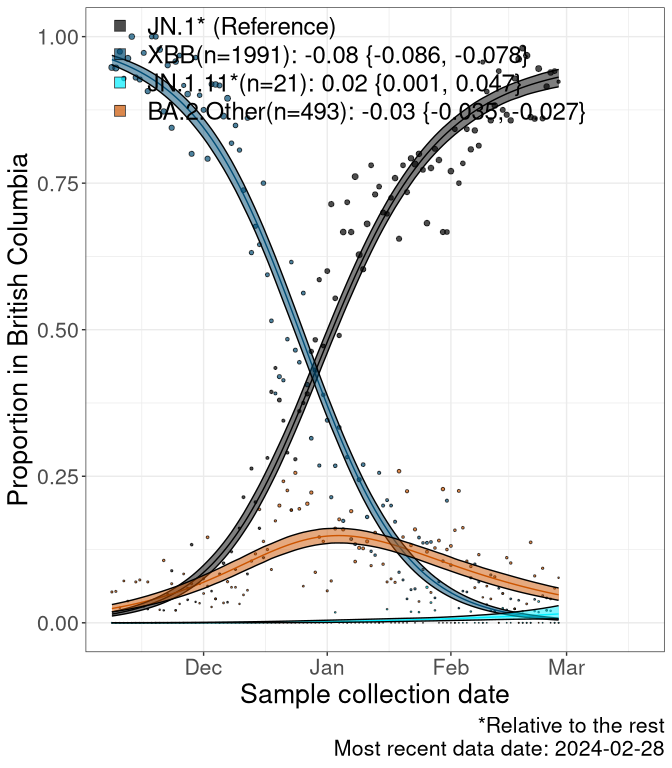 JN.1* (Reference)
XBB(n=1991): -0.08 {-0.086, -0.078}
JN.1.11*(n=21): 0.02 {0.001, 0.047}
BA.2.Other(n=493): -0.03 {-0.035, -0.027}
1.00
0.75
0.50
0.25
0.00
Proportion in British Columbia
Dec Jan Feb Mar
Sample collection date
*Relative to the rest
Most recent data date: 2024-02-28